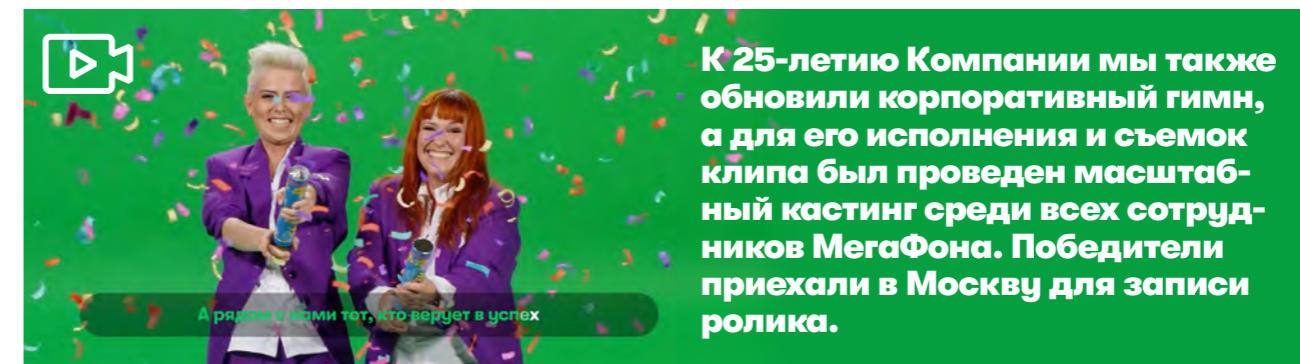 К 25-летию Компании мы также
обновили корпоративный гимн,
а для его исполнения и съемок
клипа был проведен масштаб-
ный кастинг среди всех сотруд-
ников МегаФона. Победители
приехали в Москву для записи
ролика.
А рядом с нами тот, кто верует в успех